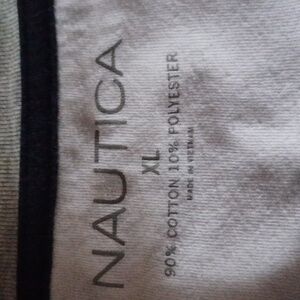 NAUTICA
XL
90% COTTON 10% POLYESTER
MADE IN VIETNAM